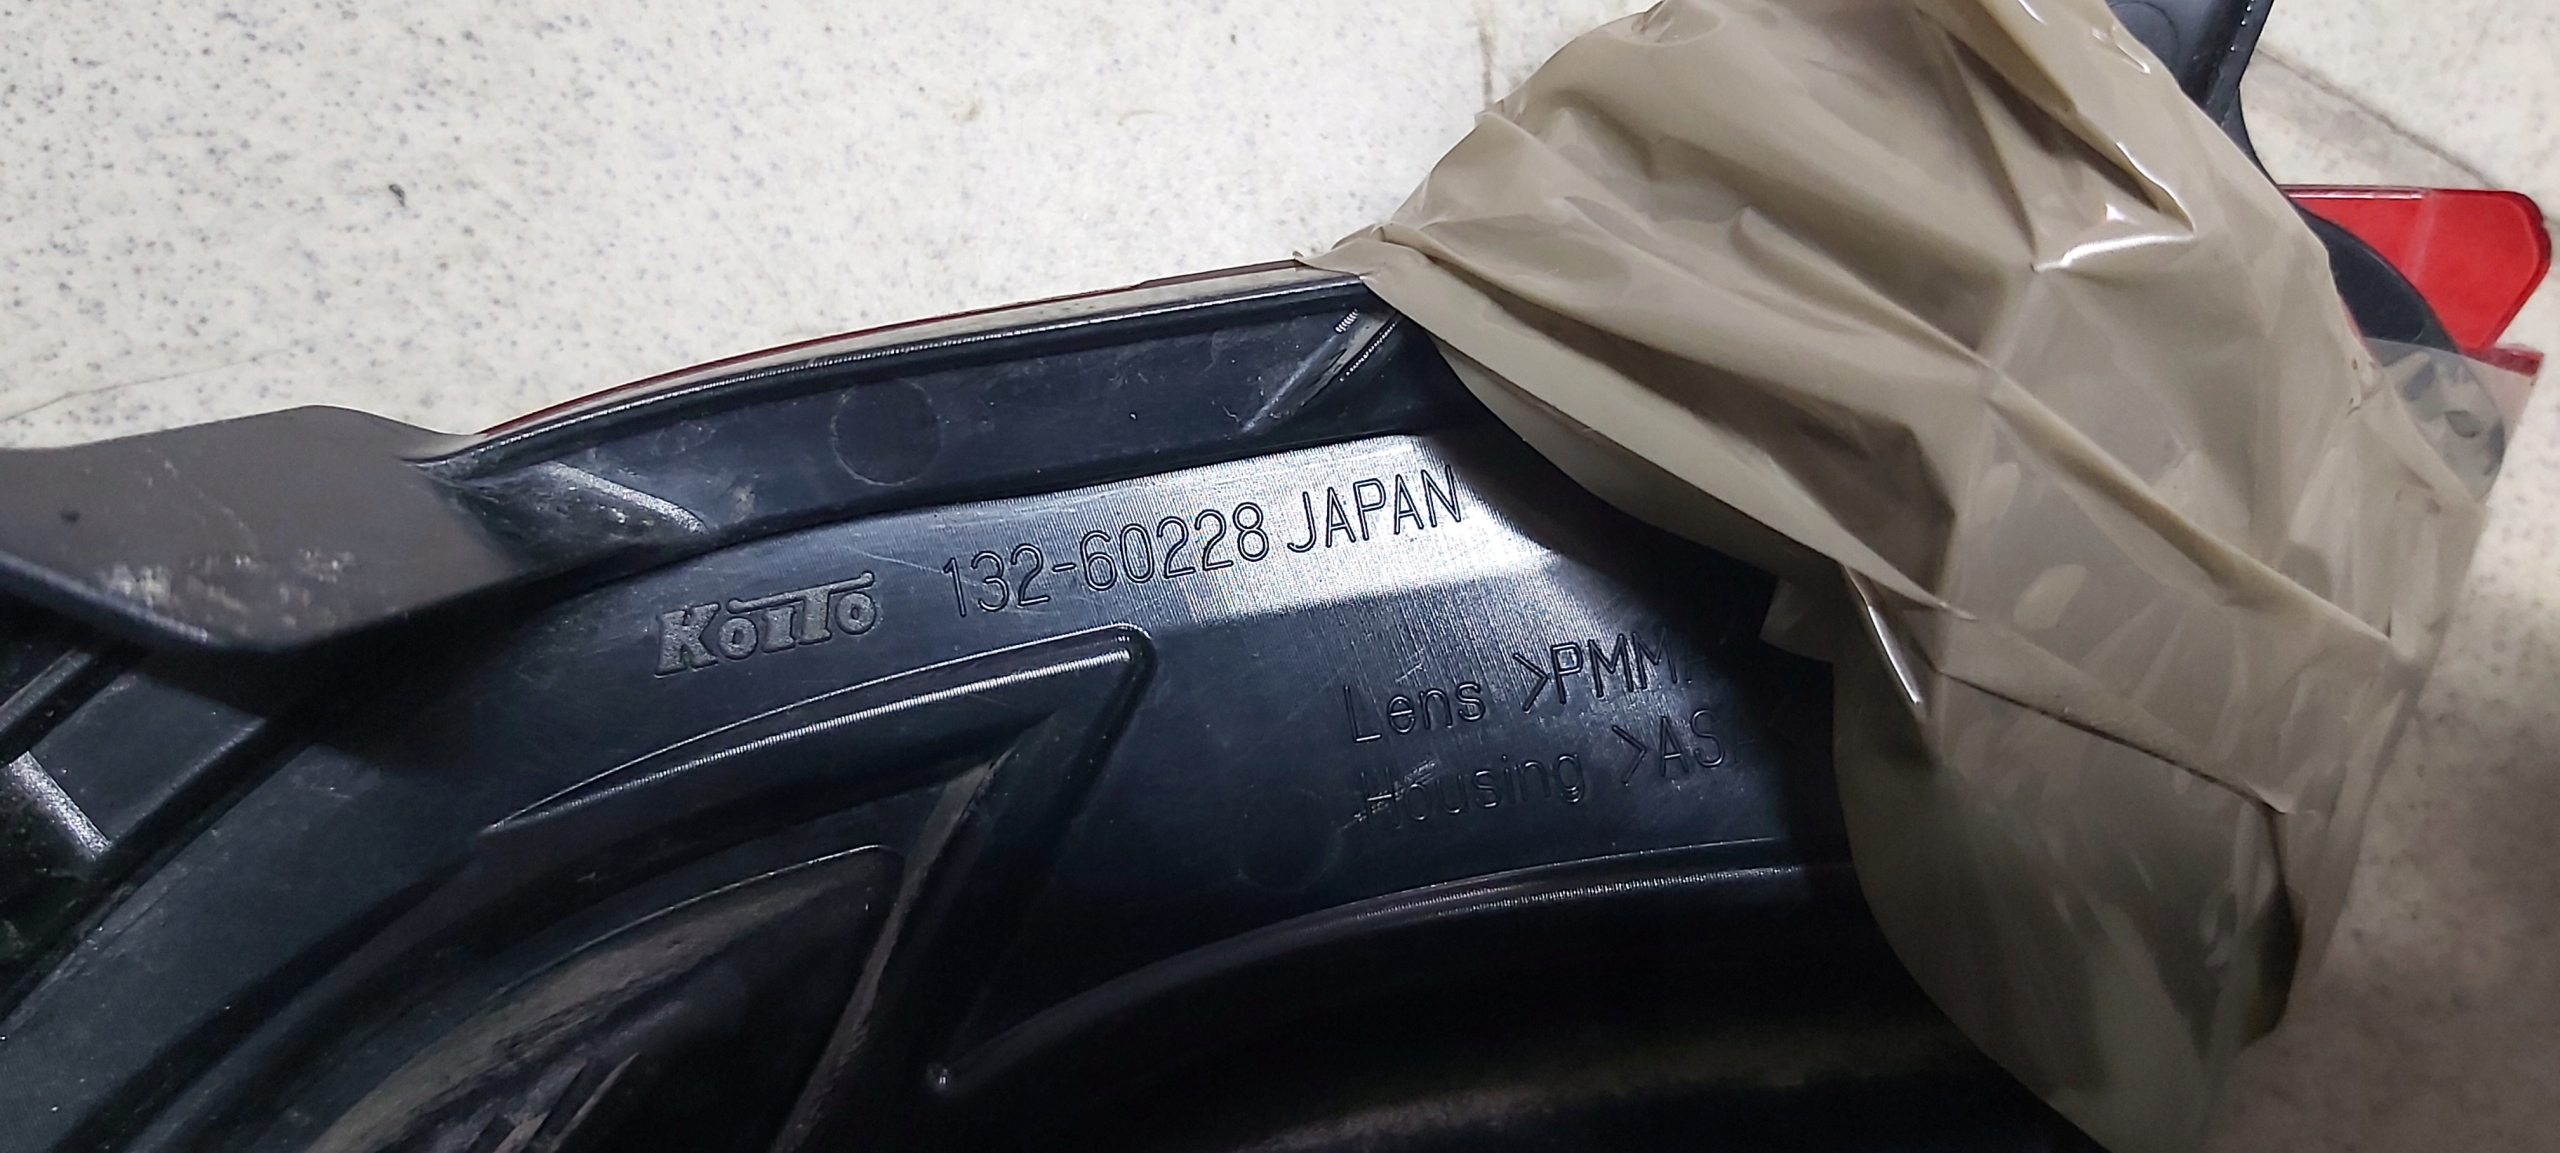 KOITO 132-60228 JAPAN
Lens >PMM
Housing >AS